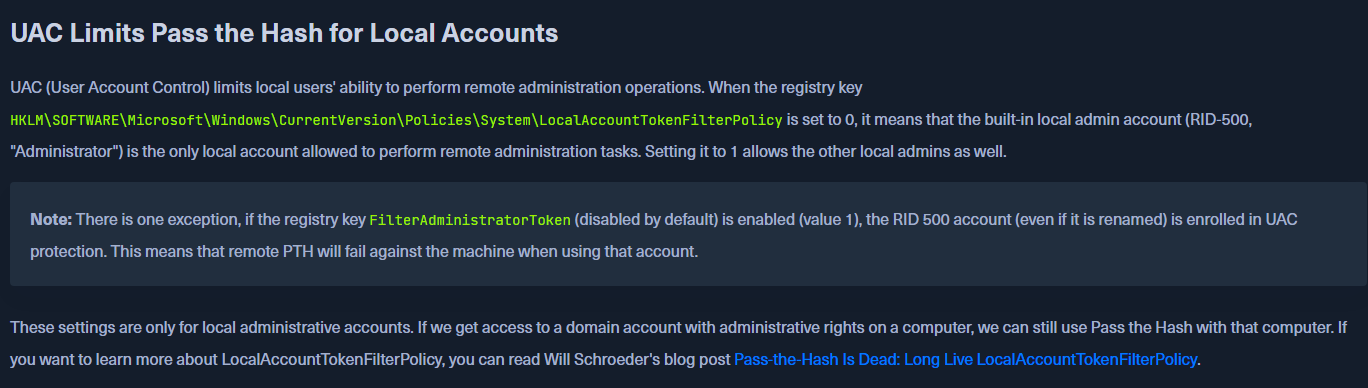 UAC Limits Pass the Hash for Local Accounts
UAC (User Account Control) limits local users' ability to perform remote administration operations. When the registry key
HKLM\SOFTWARE\Microsoft\Windows\CurrentVersion\Policies\System\LocalAccountTokenFilterPolicy is set to 0, it means that the built-in local admin account (RID-500,
"Administrator") is the only local account allowed to perform remote administration tasks. Setting it to 1 allows the other local admins as well.
Note: There is one exception, if the registry key FilterAdministratorToken (disabled by default) is enabled (value 1), the RID 500 account (even if it is renamed) is enrolled in UAC
protection. This means that remote PTH will fail against the machine when using that account.
These settings are only for local administrative accounts. If we get access to a domain account with administrative rights on a computer, we can still use Pass the Hash with that computer. If
you want to learn more about LocalAccountTokenFilterPolicy, you can read Will Schroeder's blog post Pass-the-Hash Is Dead: Long Live LocalAccountTokenFilterPolicy.